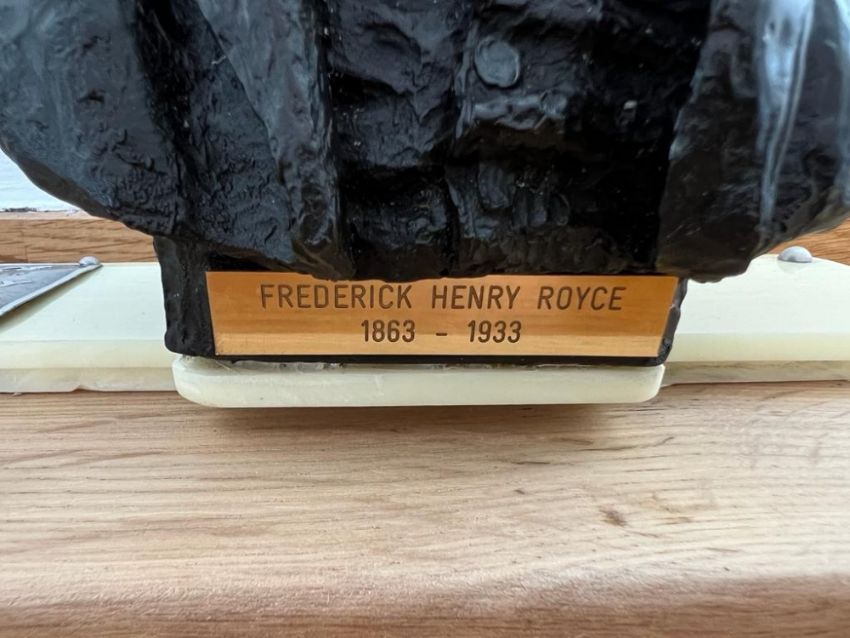 FREDERICK HENRY ROYCE
1863 - 1933